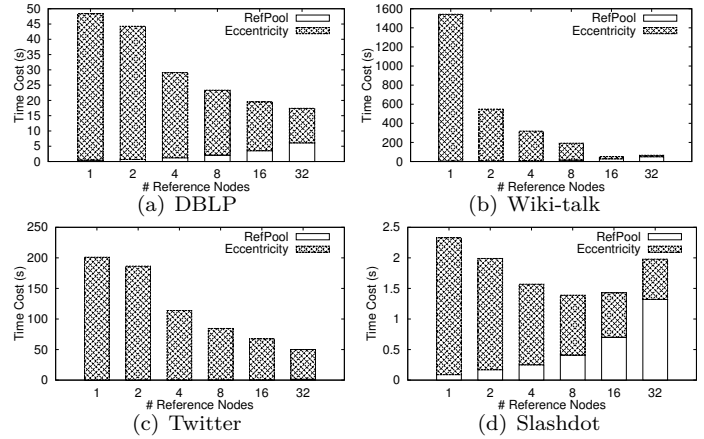 RefPool
Eccentricity
Time Cost (s)
50
45
40
35
30
25
20
15
10
5
0
1 2 4 8 16 32
# Reference Nodes
(a) DBLP
RefPool
Eccentricity
Time Cost (s)
1600
1400
1200
1000
800
600
400
200
0
1 2 4 8 16 32
# Reference Nodes
(b) Wiki-talk
RefPool
Eccentricity
Time Cost (s)
250
200
150
100
50
0
1 2 4 8 16 32
# Reference Nodes
(c) Twitter
RefPool
Eccentricity
Time Cost (s)
2.5
2
1.5
1
0.5
0
1 2 4 8 16 32
# Reference Nodes
(d) Slashdot